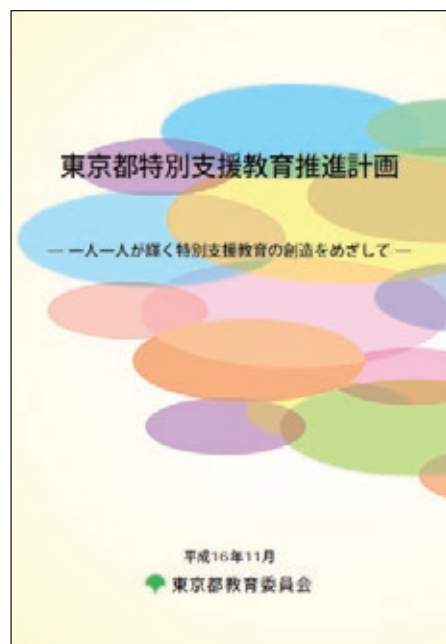 東京都特別支援教育推進計画
― 一人一人が輝く特別支援教育の創造をめざして ―
平成16年11月
東京都教育委員会